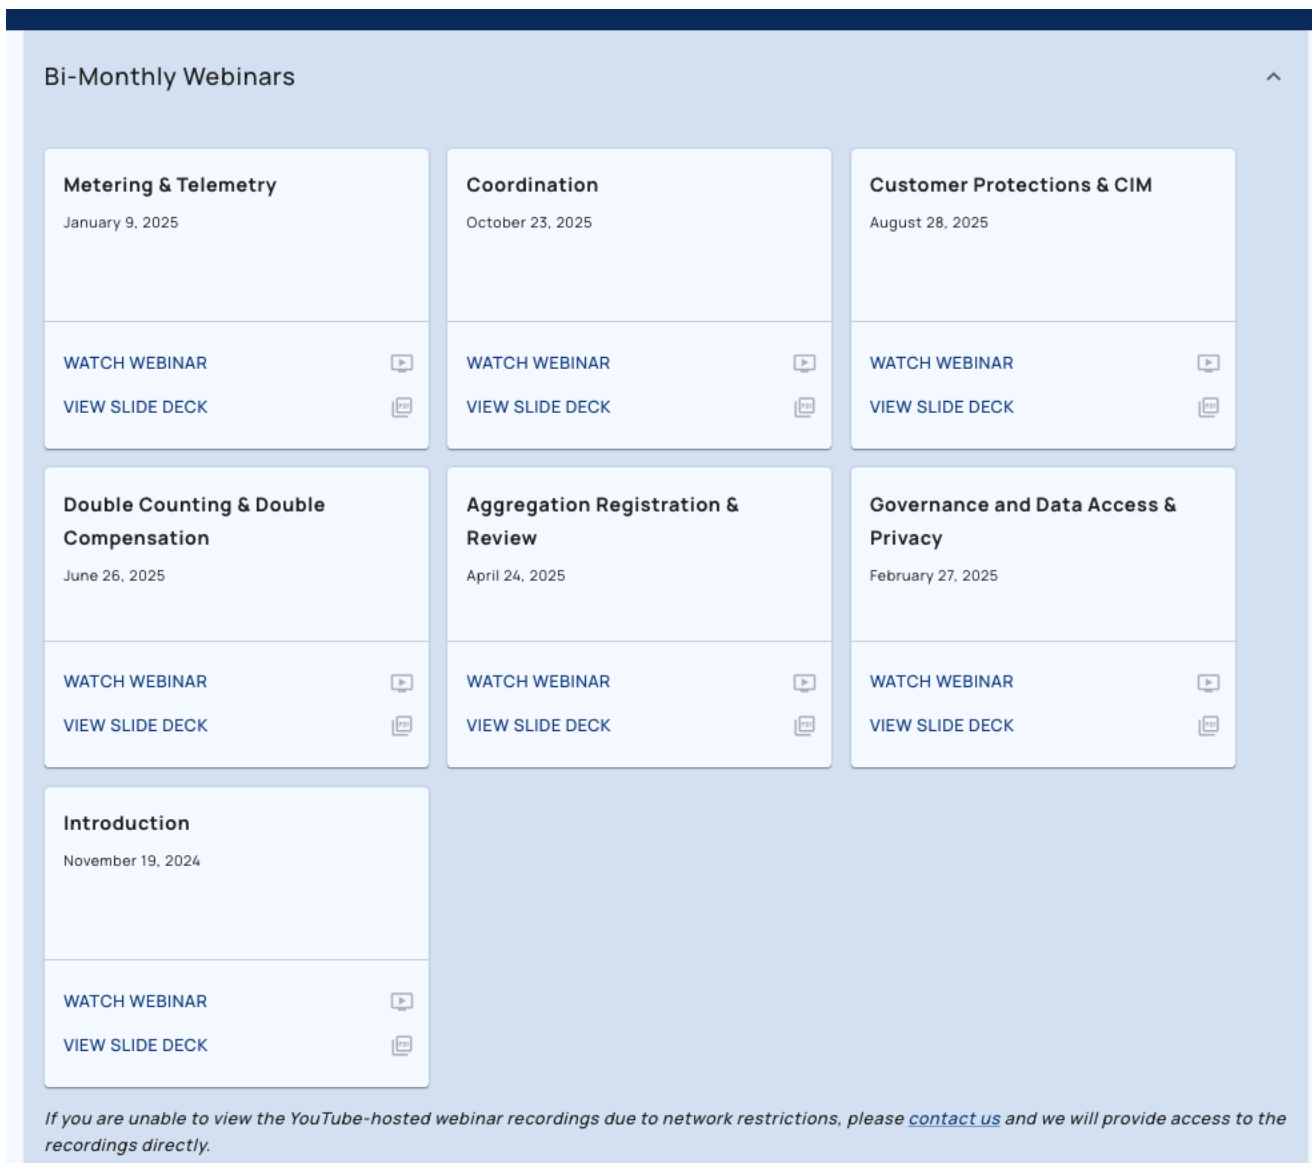 Bi-Monthly Webinars
Metering & Telemetry
January 9, 2025
WATCH WEBINAR
VIEW SLIDE DECK
Coordination
October 23, 2025
WATCH WEBINAR
VIEW SLIDE DECK
Customer Protections & CIM
August 28, 2025
WATCH WEBINAR
VIEW SLIDE DECK
Double Counting & Double
Compensation
June 26, 2025
WATCH WEBINAR
VIEW SLIDE DECK
Aggregation Registration &
Review
April 24, 2025
WATCH WEBINAR
VIEW SLIDE DECK
Governance and Data Access &
Privacy
February 27, 2025
WATCH WEBINAR
VIEW SLIDE DECK
Introduction
November 19, 2024
WATCH WEBINAR
VIEW SLIDE DECK
If you are unable to view the YouTube-hosted webinar recordings due to network restrictions, please contact us and we will provide access to the
recordings directly.